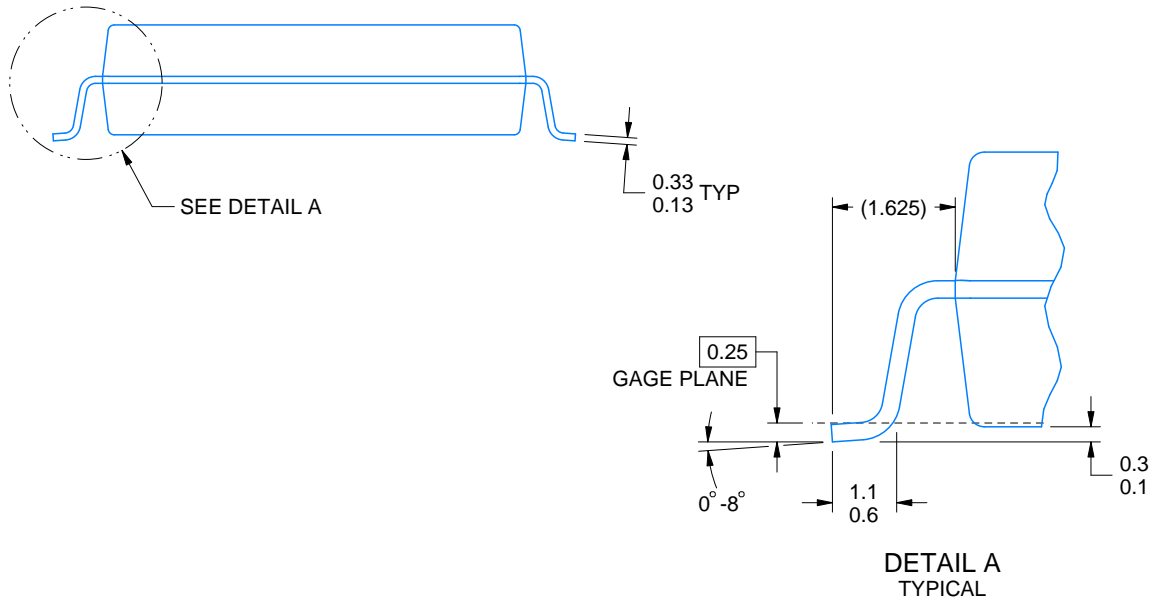 0.33
0.13 TYP
SEE DETAIL A
(1.625)
0.25
GAGE PLANE
0°-8°
1.1
0.6
0.3
0.1
DETAIL A
TYPICAL